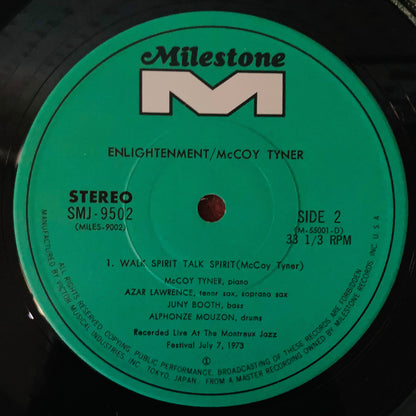 Milestone
M
ENLIGHTENMENT/McCOY TYNER
STEREO
SMJ-9502
(MILES-9002)
SIDE 2
(M-55001-D)
33 1/3 RPM
1. WALK SPIRIT TALK SPIRIT(McCoy Tyner)
McCOY TYNER, piano
AZAR LAWRENCE, tenor sax, soprano sax
JUNY BOOTH, bass
ALPHONZE MOUZON, drums
Recorded Live At The Montreux Jazz
Festival July 7, 1973
MANUFACTURED BY VICTOR MUSICAL INDUSTRIES, INC. TOKYO, JAPAN. FROM A MASTER RECORDING OWNED BY MILESTONE RECORDS INC U.S.A.
ALL RIGHTS RESERVED. COPYING, PUBLIC PERFORMANCE, BROADCASTING OF THESE RECORDS ARE FORBIDDEN